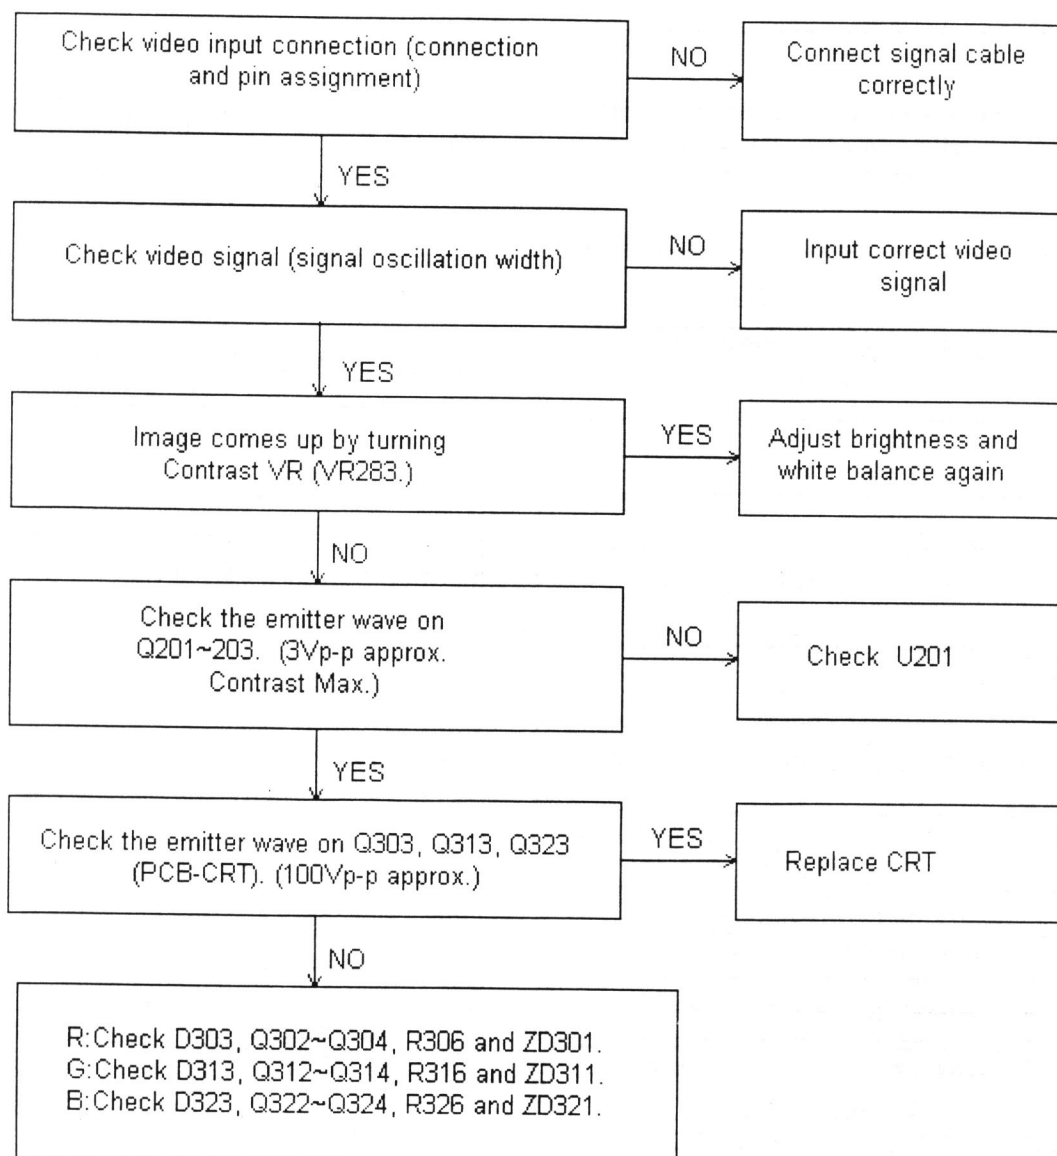 Check video input connection (connection
and pin assignment)
NO
Connect signal cable
correctly
YES
Check video signal (signal oscillation width)
NO
Input correct video
signal
YES
Image comes up by turning
Contrast VR (VR283.)
YES
Adjust brightness and
white balance again
NO
Check the emitter wave on
Q201~203.  (3Vp-p approx.
Contrast Max.)
NO
Check  U201
YES
Check the emitter wave on Q303, Q313, Q323
(PCB-CRT). (100Vp-p approx.)
YES
Replace CRT
NO
R:Check D303, Q302~Q304, R306 and ZD301.
G:Check D313, Q312~Q314, R316 and ZD311.
B:Check D323, Q322~Q324, R326 and ZD321.